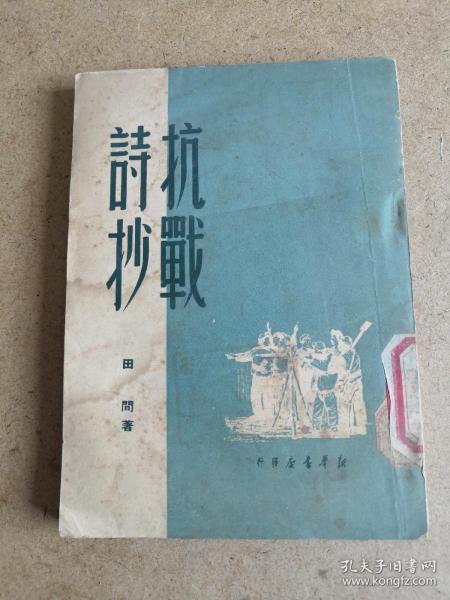 抗戰
詩抄
田間著
新華書店發行
孔夫子旧书网
www.kongfz.com